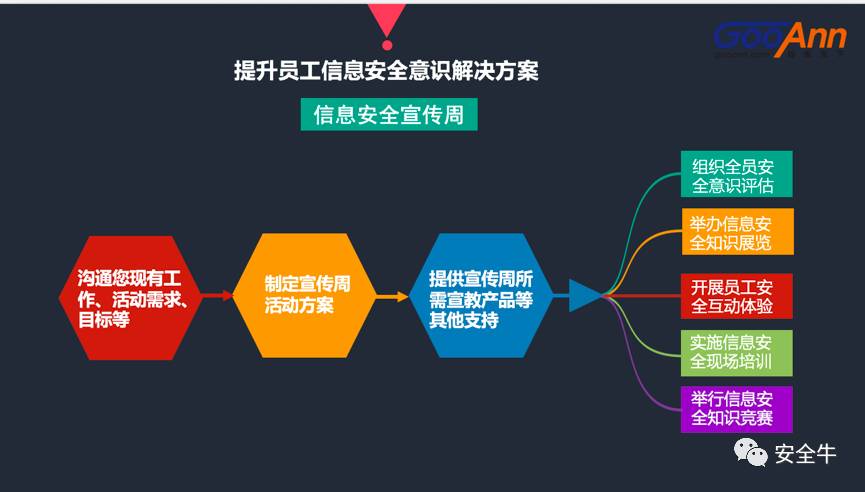 GooAnn
gooann.com
提升员工信息安全意识解决方案
信息安全宣传周
沟通您现有工
作、活动需求、
目标等
制定宣传周
活动方案
提供宣传周所
需宣教产品等
其他支持
组织全员安
全意识评估
举办信息安
全知识展览
开展员工安
全互动体验
实施信息安
全现场培训
举行信息安
全知识竞赛
安全牛